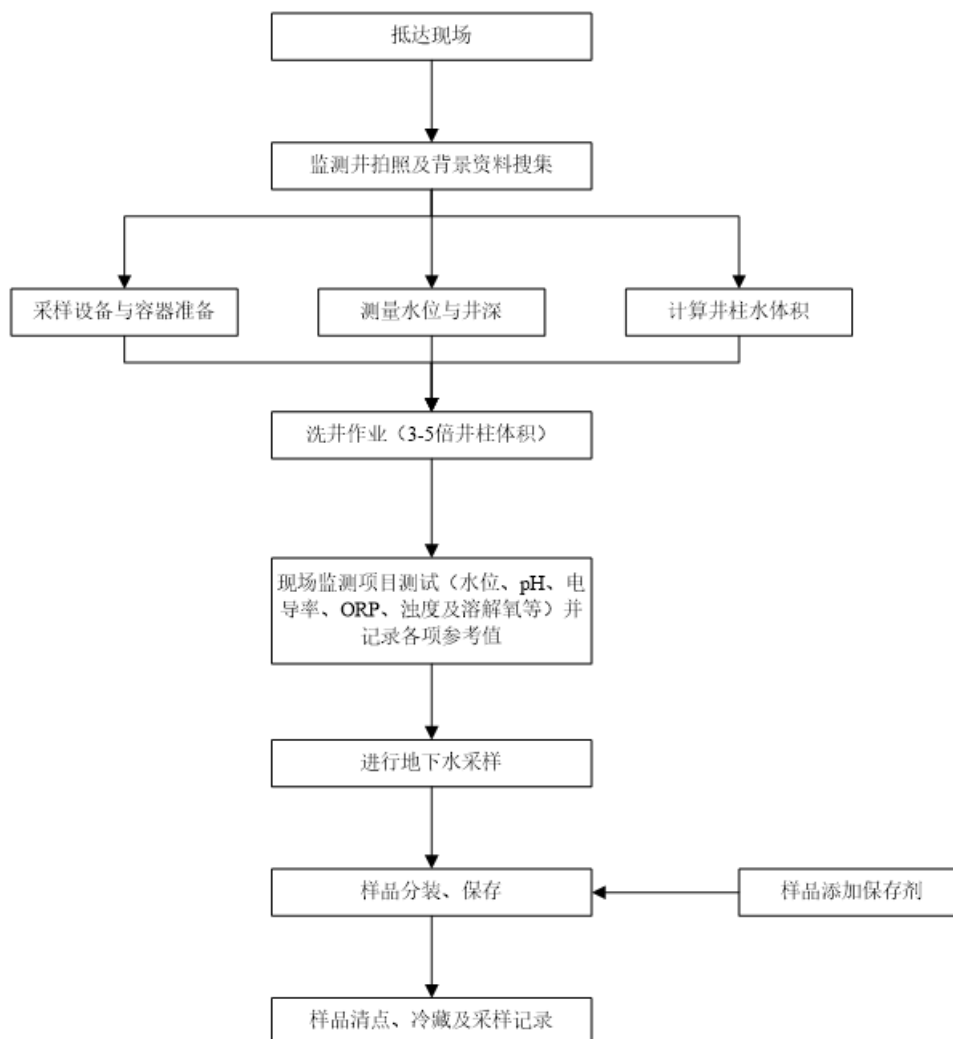 抵达现场
监测井拍照及背景资料搜集
采样设备与容器准备
测量水位与井深
计算井柱水体积
洗井作业（3-5倍井柱体积）
现场监测项目测试（水位、pH、电
导率、ORP、浊度及溶解氧等）并
记录各项参考值
进行地下水采样
样品分装、保存
样品添加保存剂
样品清点、冷藏及采样记录